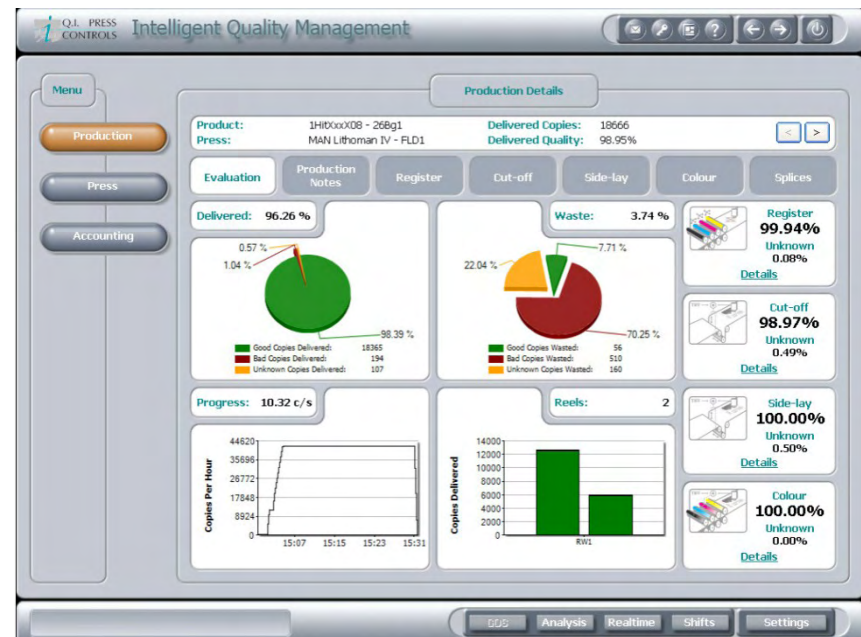 Q.I. PRESS
CONTROLS
Intelligent Quality Management
Menu
Production
Press
Accounting
Production Details
Product: 1HitXxxX08 - 26Bg1 Delivered Copies: 18666
Press: MAN Lithoman IV - FLD1 Delivered Quality: 98.95%
< >
Evaluation Production Notes Register Cut-off Side-lay Colour Splices
Delivered: 96.26 %
0.57 %
1.04 %
98.39 %
Good Copies Delivered: 18365
Bad Copies Delivered: 194
Unknown Copies Delivered: 107
Waste: 3.74 %
7.71 %
22.04 %
70.25 %
Good Copies Wasted: 56
Bad Copies Wasted: 510
Unknown Copies Wasted: 160
Register
99.94%
Unknown
0.08%
Details
Cut-off
98.97%
Unknown
0.49%
Details
Side-lay
100.00%
Unknown
0.50%
Details
Colour
100.00%
Unknown
0.00%
Details
Progress: 10.32 c/s
Copies Per Hour
44620
35696
26772
17848
8924
0
15:07 15:15 15:23 15:31
Reels: 2
Copies Delivered
14000
12000
10000
8000
6000
4000
2000
0
RW1
DDS Analysis Realtime Shifts Settings